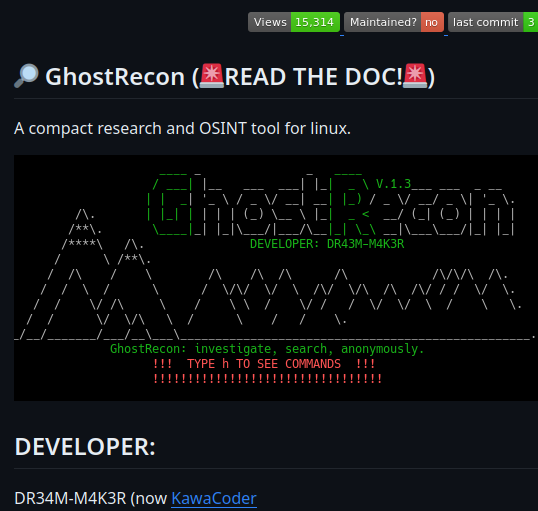 Views 15,314 Maintained? no last commit 3
GhostRecon (🚨READ THE DOC!🚨)
A compact research and OSINT tool for linux.
GhostRecon V.1.3
DEVELOPER: DR43M-M4K3R
GhostRecon: investigate, search, anonymously.
!!! TYPE h TO SEE COMMANDS !!!
!!!!!!!!!!!!!!!!!!!!!!!!!!!!!!!!!
DEVELOPER:
DR34M-M4K3R (now KawaCoder